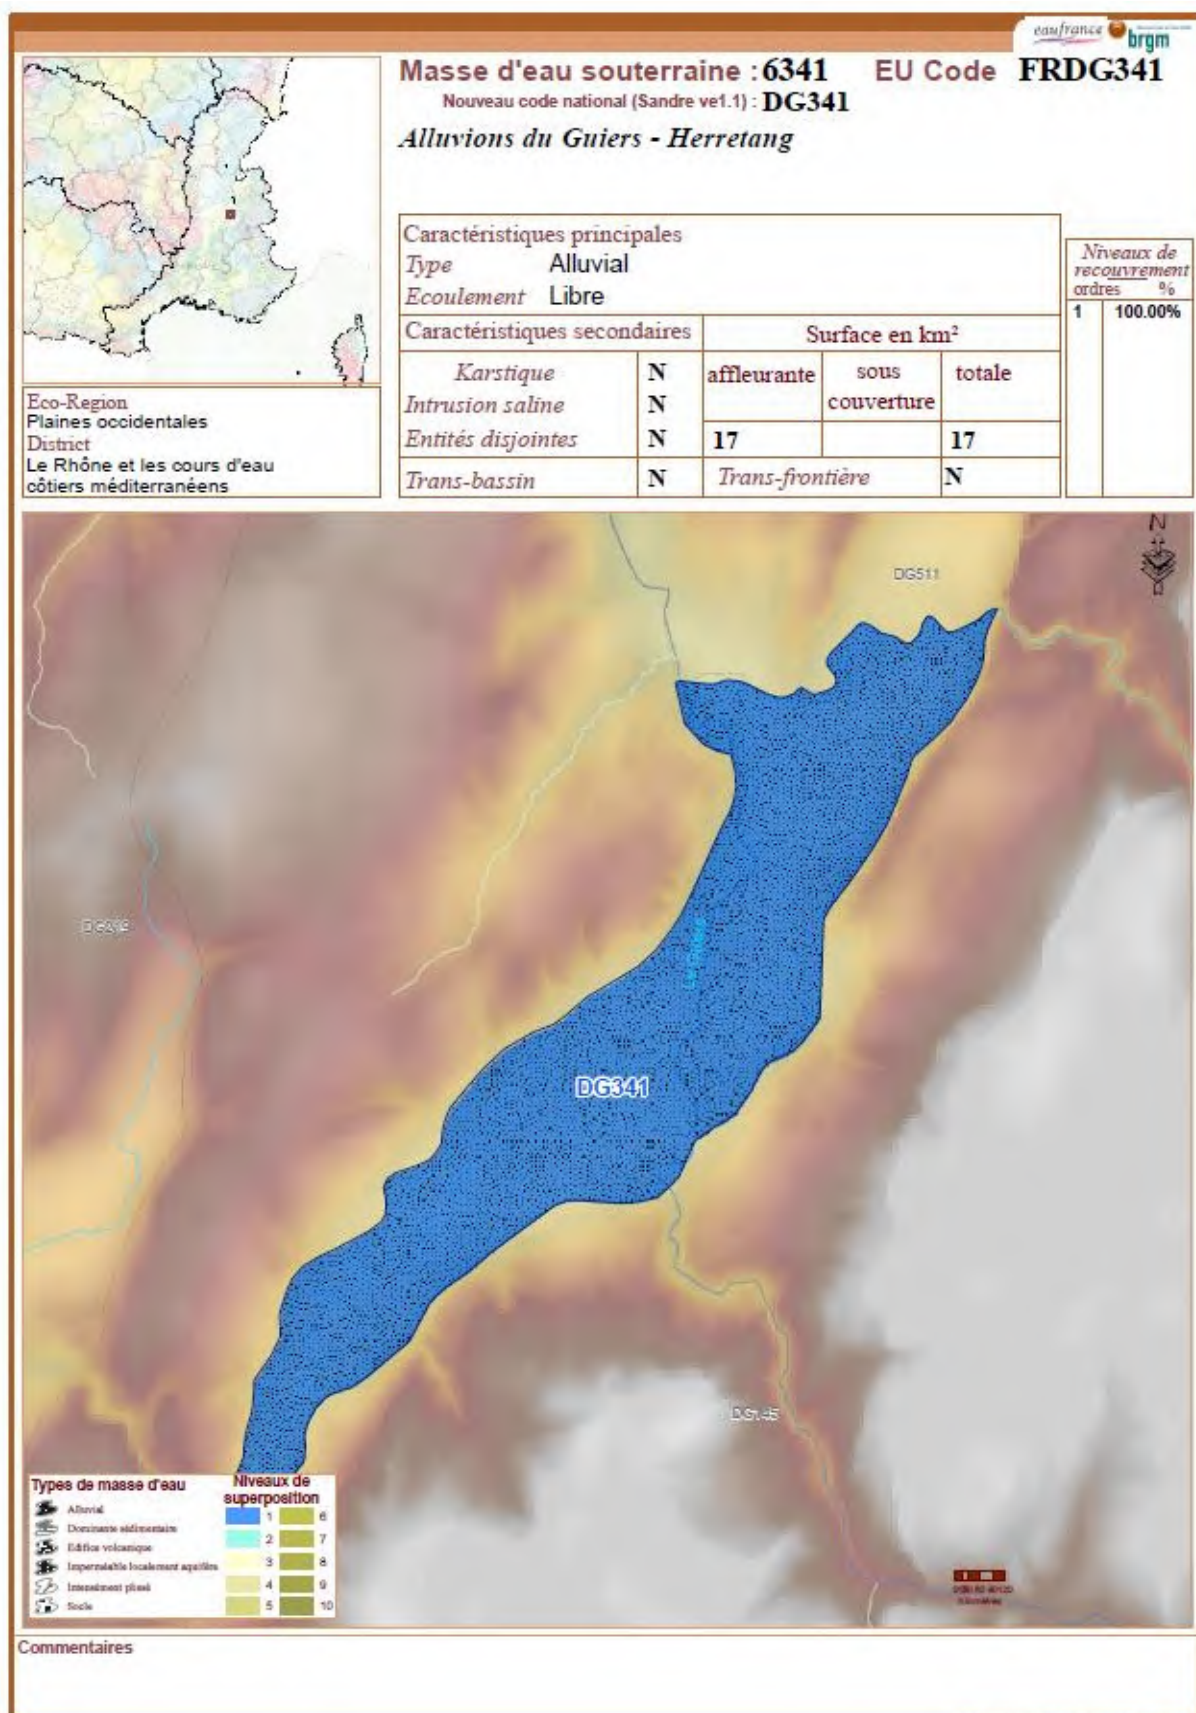 eaufrance brgm
Masse d'eau souterraine : 6341 EU Code FRDG341
Nouveau code national (Sandre ve1.1) : DG341
Alluvions du Guiers - Herretang
Caractéristiques principales
Type Alluvial
Ecoulement Libre
Caractéristiques secondaires Surface en km²
Karstique N affleurante sous couverture totale
Intrusion saline N
Entités disjointes N 17 17
Trans-bassin N Trans-frontière N
Niveaux de
recouvrement
ordres %
1 100.00%
Eco-Region
Plaines occidentales
District
Le Rhône et les cours d'eau
côtiers méditerranéens
N
DG511
DG341
DG145
Types de masse d'eau
Alluvial
Dominante sédimentaire
Edifice volcanique
Imperméable localement aquifère
Intensément plissé
Socle
Niveaux de
superposition
1 6
2 7
3 8
4 9
5 10
Commentaires